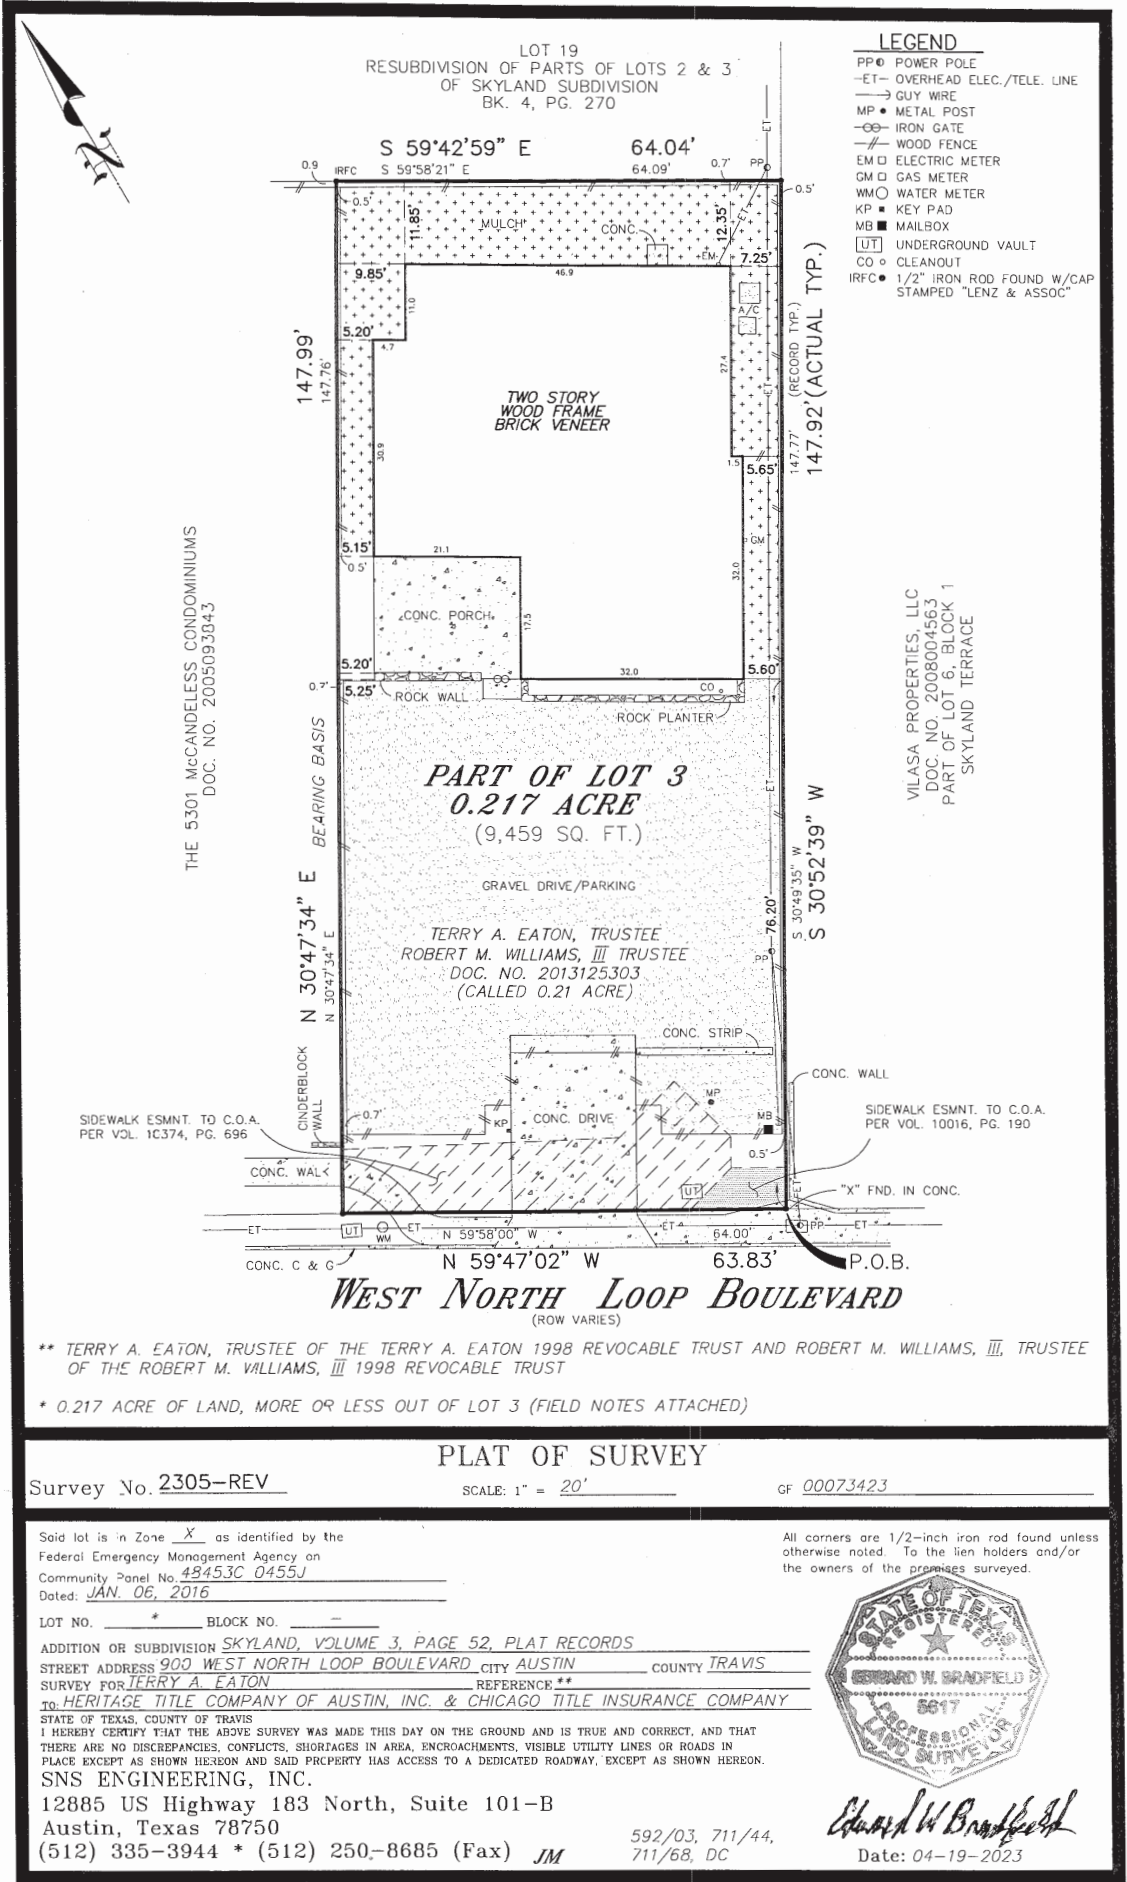 LOT 19
RESUBDIVISION OF PARTS OF LOTS 2 & 3
OF SKYLAND SUBDIVISION
BK. 4, PG. 270
LEGEND
PP POWER POLE
-ET- OVERHEAD ELEC./TELE. LINE
GUY WIRE
MP METAL POST
IRON GATE
WOOD FENCE
EM ELECTRIC METER
GM GAS METER
WM WATER METER
KP KEY PAD
MB MAILBOX
UT UNDERGROUND VAULT
CO CLEANOUT
IRFC 1/2" IRON ROD FOUND W/CAP
STAMPED "LENZ & ASSOC"
N
S 59°42'59" E 64.04'
0.9 IRFC S 59°58'21" E 64.09' 0.7' PP
ET
0.5' 0.5'
11.85' MULCH CONC. 12.35' ET
EM 7.25'
9.85' 46.9
11.0
A/C
5.20'
4.7
27.4
147.99'
147.76'
147.77' (RECORD TYP.)
147.92' (ACTUAL TYP.)
ET
TWO STORY
WOOD FRAME
BRICK VENEER
30.9
1.5
5.65'
5.15' 21.1
0.5'
GM
32.0
CONC. PORCH
17.5
5.20' 32.0 5.60'
0.7' 5.25' CO
ROCK WALL
ROCK PLANTER
THE 5301 McCANDELESS CONDOMINIUMS
DOC. NO. 2005093843
VILASA PROPERTIES, LLC
DOC. NO. 2008004563
PART OF LOT 6, BLOCK 1
SKYLAND TERRACE
BEARING BASIS
N 30°47'34" E
N 30°47'34" E
PART OF LOT 3
0.217 ACRE
(9,459 SQ. FT.)
ET
GRAVEL DRIVE/PARKING
76.20'
S 30°49'35" W
S 30°52'39" W
TERRY A. EATON, TRUSTEE
ROBERT M. WILLIAMS, III TRUSTEE
DOC. NO. 2013125303
(CALLED 0.21 ACRE)
PP
CONC. STRIP
CONC. WALL
CINDERBLOCK
WALL
MP
SIDEWALK ESMNT. TO C.O.A.
PER VOL. 10374, PG. 696
0.7'
KP
CONC. DRIVE
MB
SIDEWALK ESMNT. TO C.O.A.
PER VOL. 10016, PG. 190
0.5'
CONC. WALK
UT
ET
"X" FND. IN CONC.
ET UT WM ET N 59°58'00" W ET 64.00' PP ET
CONC. C & G N 59°47'02" W 63.83' P.O.B.
WEST NORTH LOOP BOULEVARD
(ROW VARIES)
** TERRY A. EATON, TRUSTEE OF THE TERRY A. EATON 1998 REVOCABLE TRUST AND ROBERT M. WILLIAMS, III, TRUSTEE
OF THE ROBERT M. WILLIAMS, III 1998 REVOCABLE TRUST
* 0.217 ACRE OF LAND, MORE OR LESS OUT OF LOT 3 (FIELD NOTES ATTACHED)
PLAT OF SURVEY
Survey No. 2305-REV SCALE: 1" = 20' GF 00073423
Said lot is in Zone X as identified by the
Federal Emergency Management Agency on
Community Panel No. 48453C 0455J
Dated: JAN. 06, 2016
All corners are 1/2-inch iron rod found unless
otherwise noted. To the lien holders and/or
the owners of the premises surveyed.
LOT NO. * BLOCK NO. -
ADDITION OR SUBDIVISION SKYLAND, VOLUME 3, PAGE 52, PLAT RECORDS
STREET ADDRESS 900 WEST NORTH LOOP BOULEVARD CITY AUSTIN COUNTY TRAVIS
SURVEY FOR TERRY A. EATON REFERENCE **
TO: HERITAGE TITLE COMPANY OF AUSTIN, INC. & CHICAGO TITLE INSURANCE COMPANY
STATE OF TEXAS, COUNTY OF TRAVIS
I HEREBY CERTIFY THAT THE ABOVE SURVEY WAS MADE THIS DAY ON THE GROUND AND IS TRUE AND CORRECT, AND THAT
THERE ARE NO DISCREPANCIES, CONFLICTS, SHORTAGES IN AREA, ENCROACHMENTS, VISIBLE UTILITY LINES OR ROADS IN
PLACE EXCEPT AS SHOWN HEREON AND SAID PROPERTY HAS ACCESS TO A DEDICATED ROADWAY, EXCEPT AS SHOWN HEREON.
STATE OF TEXAS
REGISTERED
EDWARD W. BRADFIELD
5617
PROFESSIONAL
LAND SURVEYOR
SNS ENGINEERING, INC.
12885 US Highway 183 North, Suite 101-B
Austin, Texas 78750
(512) 335-3944 * (512) 250-8685 (Fax) JM
592/03, 711/44,
711/68, DC
Edward W Bradfield
Date: 04-19-2023